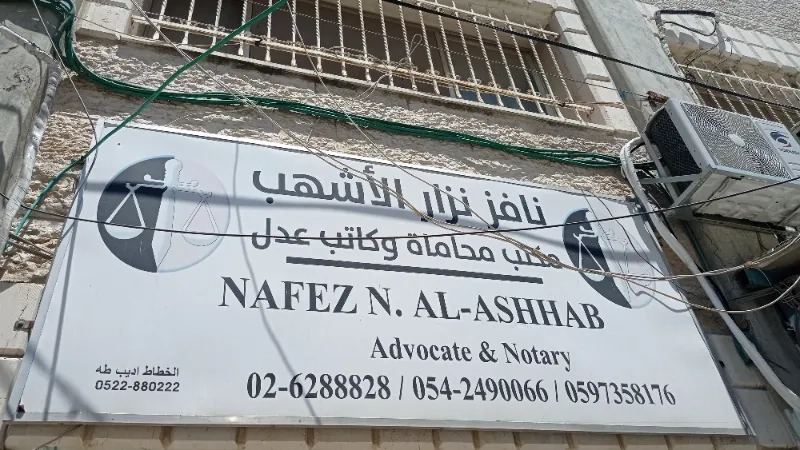 نافز نزار الأشهب
مكتب محاماة وكاتب عدل
NAFEZ N. AL-ASHHAB
Advocate & Notary
02-6288828 / 054-2490066 / 0597358176
الخطاط اديب طه
0522-880222